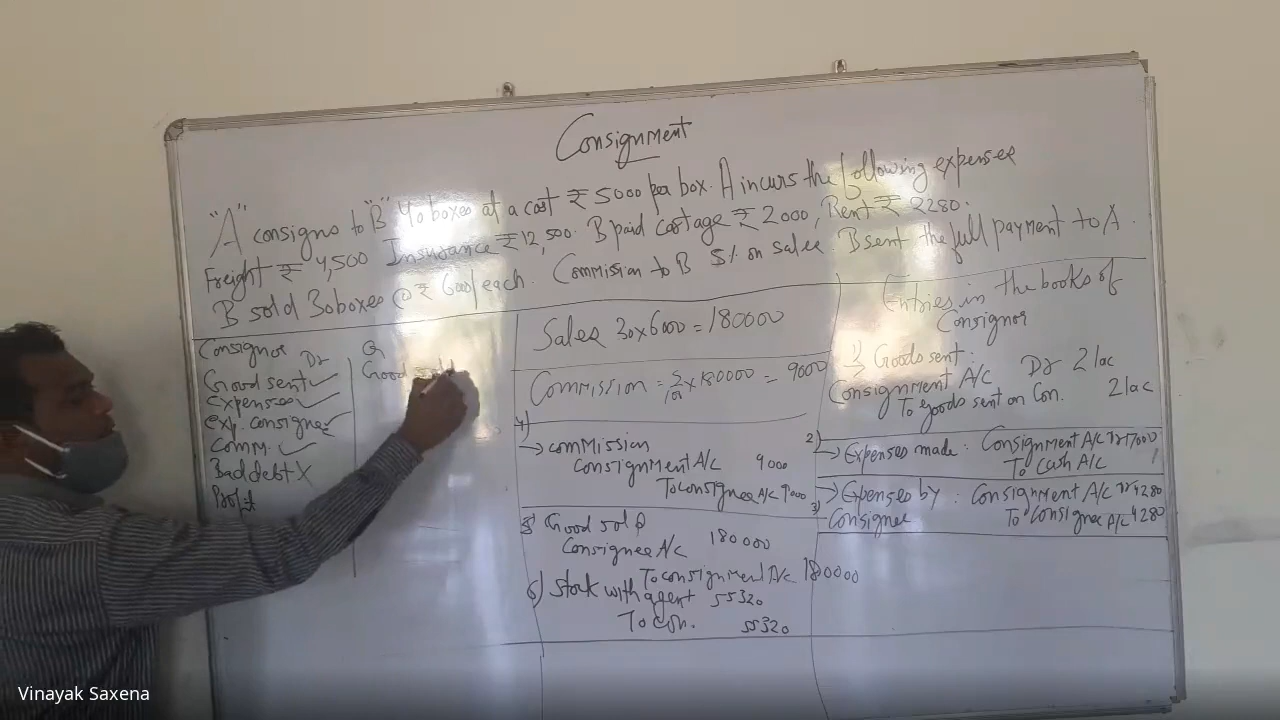 Consignment
"A" consigns to "B" 40 boxes at a cost ₹ 5000 per box. A incurs the following expenses
Freight ₹ 4,500 Insurance ₹ 12,500. B paid cartage ₹ 2000, Rent ₹ 2280.
B sold 30 boxes @ ₹ 6000/each. Commission to B 5% on sales. B sent the full payment to A.
Consignor
Dr
Good sent ✓
Expenses ✓
Exp. consignee ✓
Comm. ✓
Bad debt X
Profit
Cr
Good sold
Sales 30x6000 = 180000
Commission = 5/100 x 180000 = 9000
4)
→ commission
Consignment A/c 9000
To consignee A/c 9000
5) Good sold
Consignee A/c 180000
To consignment A/c 180000
6) Stock with agent 55320
To con. 55320
Entries in the books of
Consignor
1) Goods sent:
Consignment A/C Dr 2 lac
To goods sent on Con. 2 lac
2)
→ Expenses made: Consignment A/C Dr 17000
To Cash A/C
3)
→ Expenses by : Consignment A/C Dr 4280
Consignee To Consignee A/c 4280
Vinayak Saxena